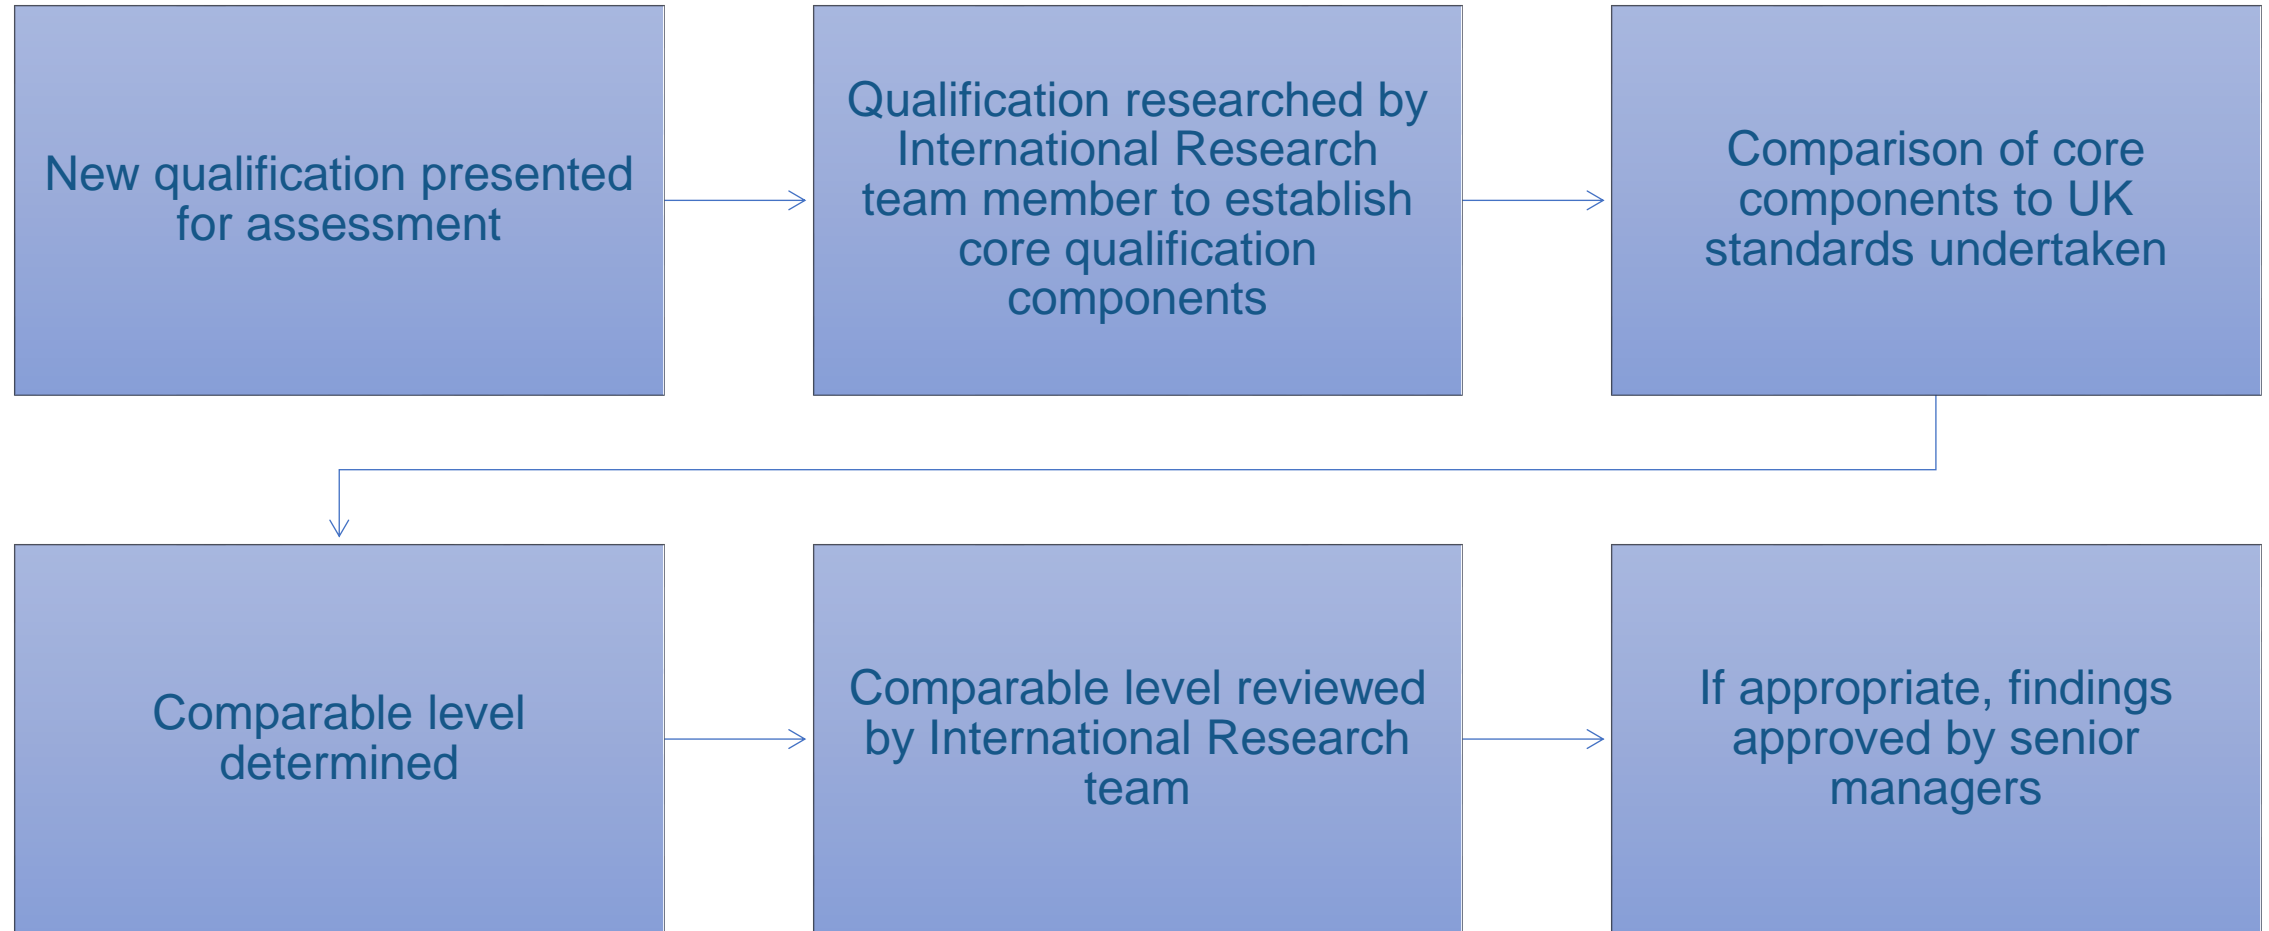 New qualification presented
for assessment
Qualification researched by
International Research
team member to establish
core qualification
components
Comparison of core
components to UK
standards undertaken
Comparable level
determined
Comparable level reviewed
by International Research
team
If appropriate, findings
approved by senior
managers